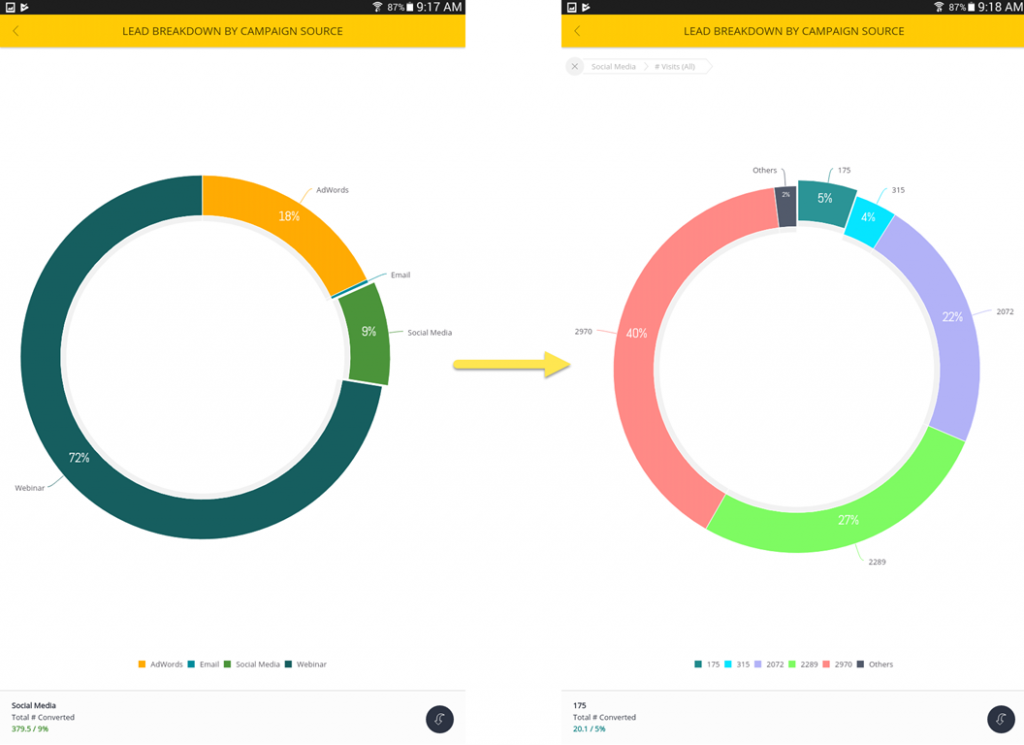 87% 9:17 AM
LEAD BREAKDOWN BY CAMPAIGN SOURCE
AdWords
18%
Email
9%
Social Media
72%
Webinar
AdWords Email Social Media Webinar
Social Media
Total # Converted
379.5 / 9%
87% 9:18 AM
LEAD BREAKDOWN BY CAMPAIGN SOURCE
Social Media # Visits (All)
Others 175
2% 5%
315
4%
2072
22%
2970
40%
27%
2289
175 315 2072 2289 2970 Others
175
Total # Converted
20.1 / 5%